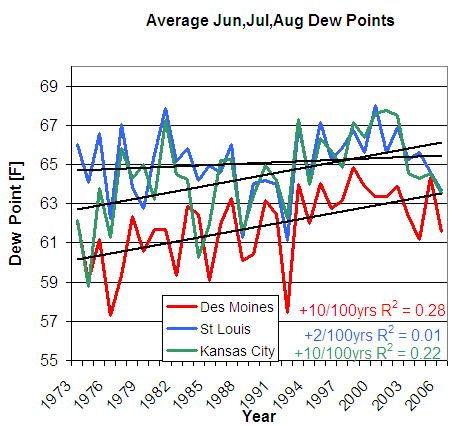 Average Jun,Jul,Aug Dew Points
69
67
65
63
61
59
57
55
Dew Point [F]
Des Moines
St Louis
Kansas City
+10/100yrs R² = 0.28
+2/100yrs R² = 0.01
+10/100yrs R² = 0.22
1973 1976 1979 1982 1985 1988 1991 1994 1997 2000 2003 2006
Year